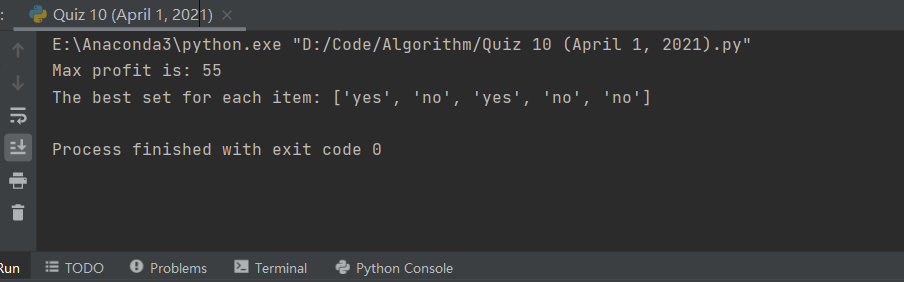 :
Quiz 10 (April 1, 2021)
E:\Anaconda3\python.exe "D:/Code/Algorithm/Quiz 10 (April 1, 2021).py"
Max profit is: 55
The best set for each item: ['yes', 'no', 'yes', 'no', 'no']
Process finished with exit code 0
Run TODO Problems Terminal Python Console